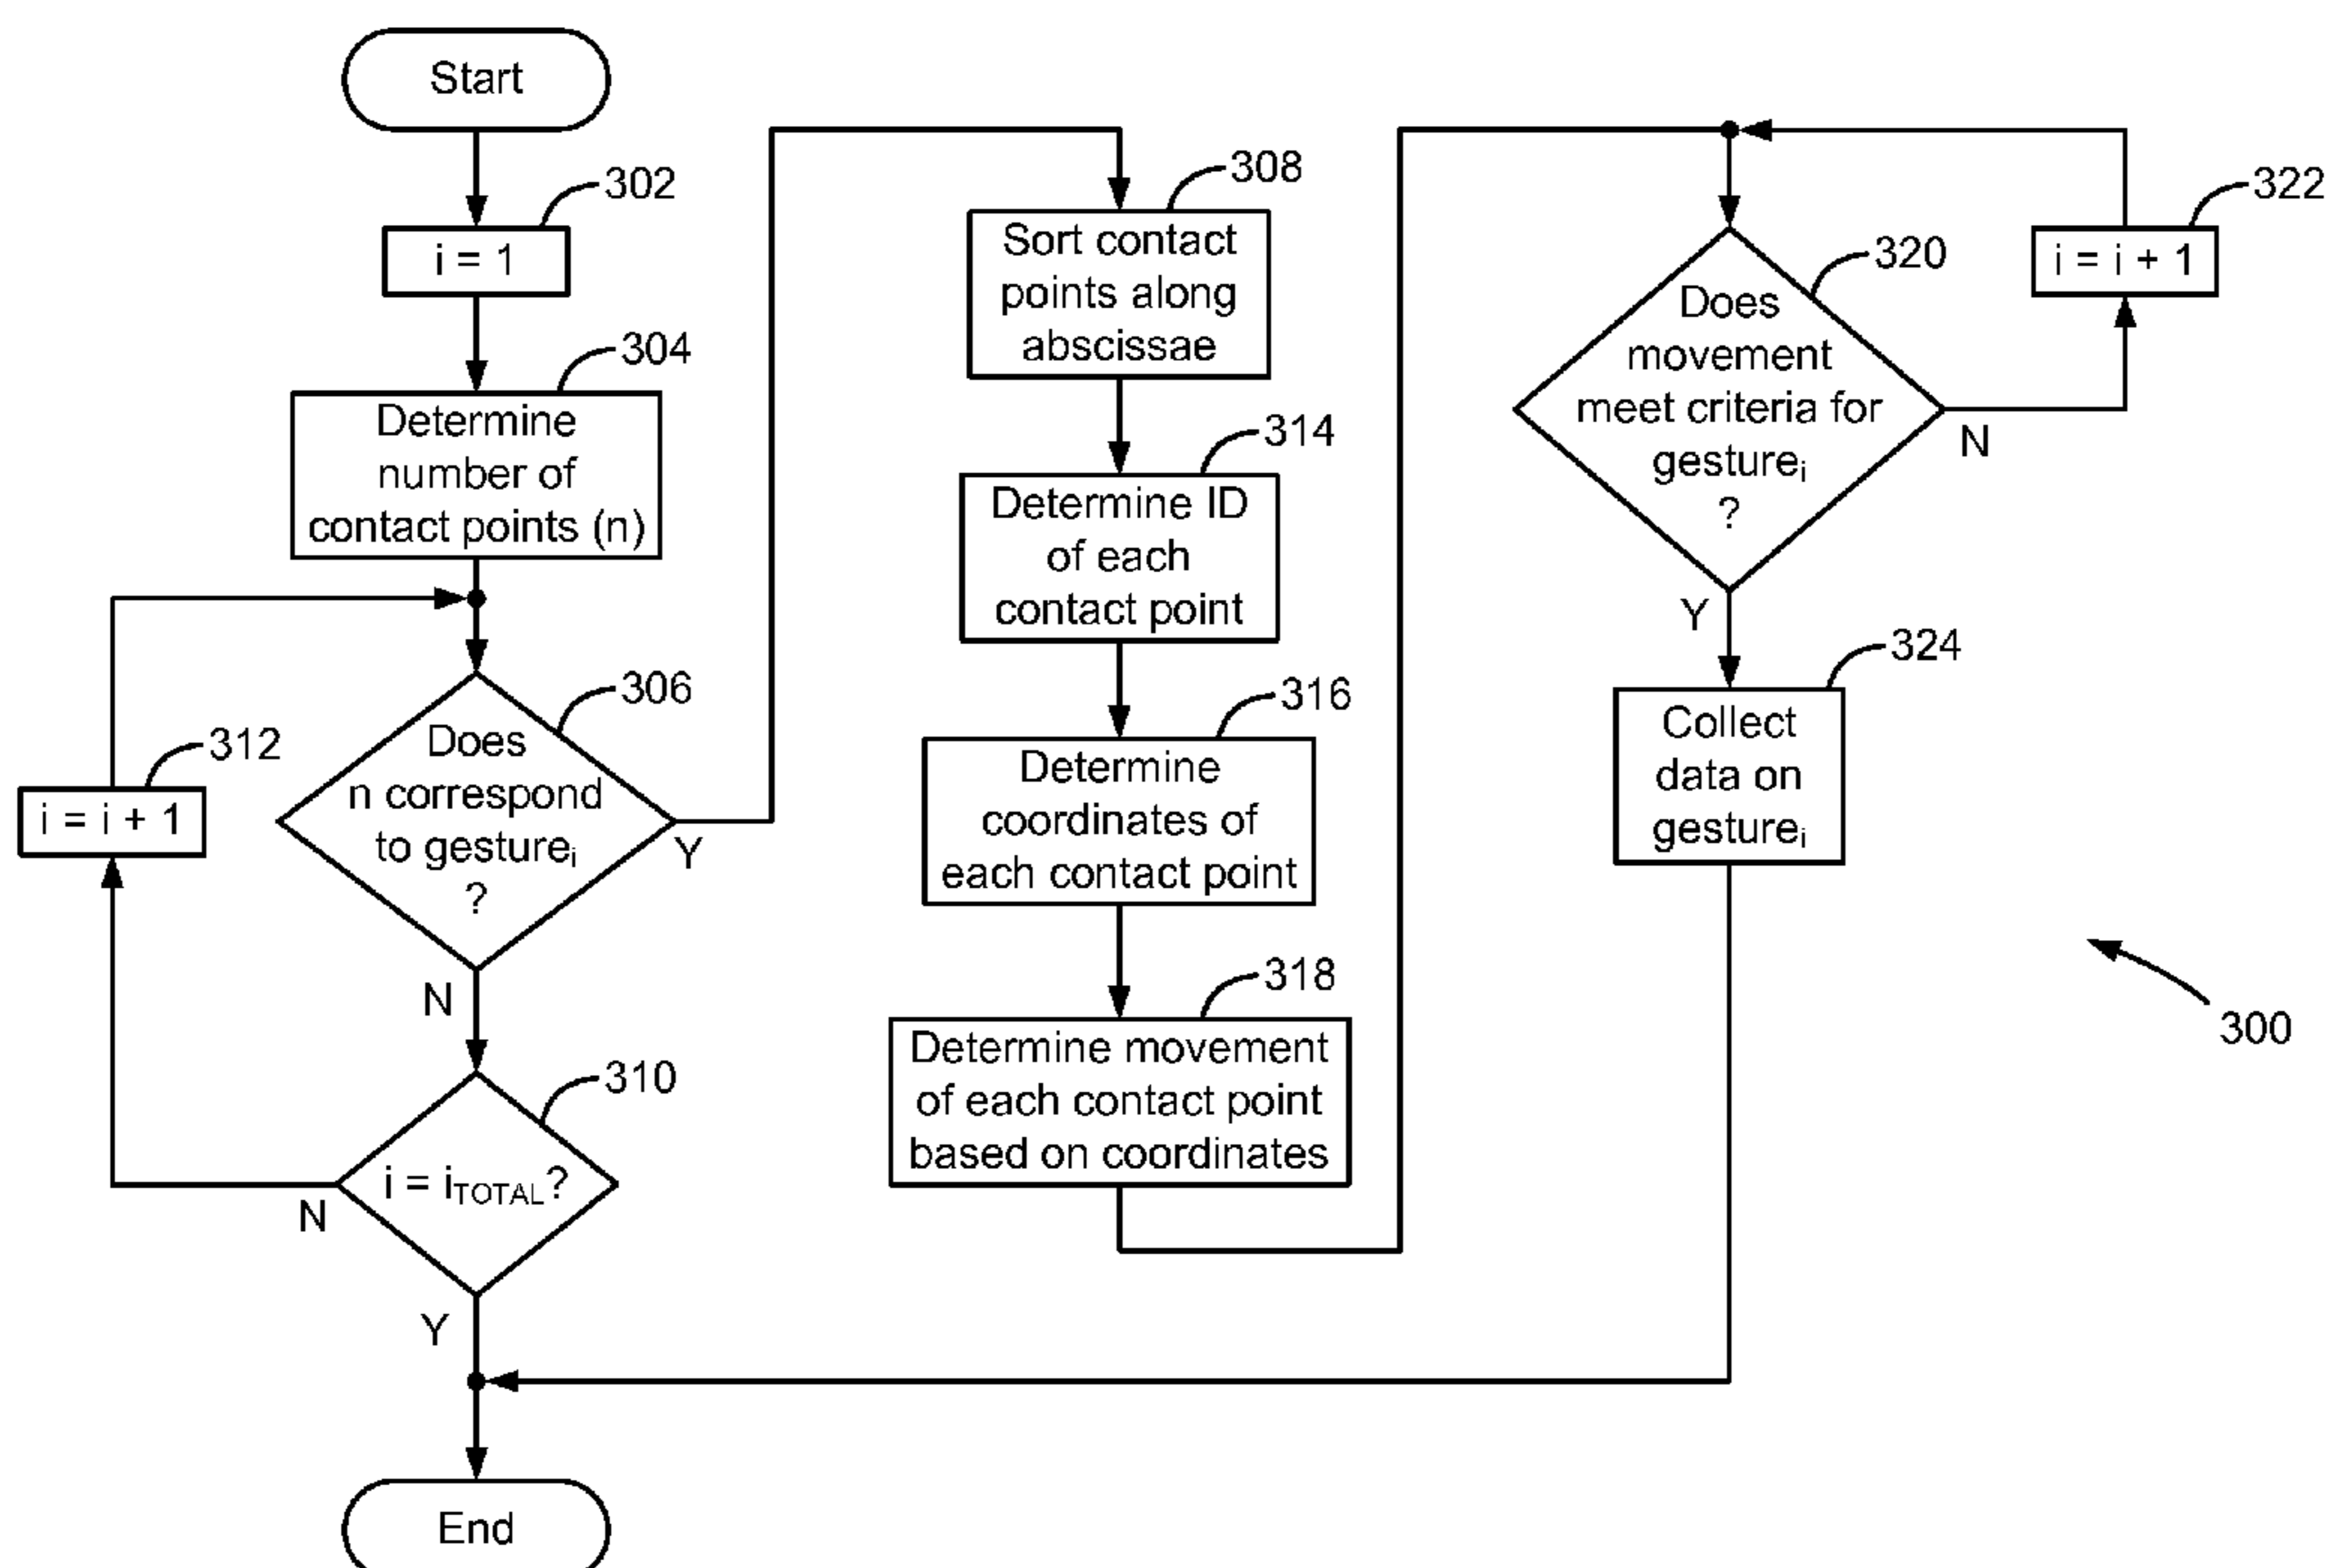 Start
302
i = 1
304
Determine
number of
contact points (n)
306
Does
n correspond
to gesturei
?
Y
N
312
i = i + 1
310
i = iTOTAL?
N
Y
End
308
Sort contact
points along
abscissae
314
Determine ID
of each
contact point
316
Determine
coordinates of
each contact point
318
Determine movement
of each contact point
based on coordinates
320
Does
movement
meet criteria for
gesturei
?
N
Y
322
i = i + 1
324
Collect
data on
gesturei
300